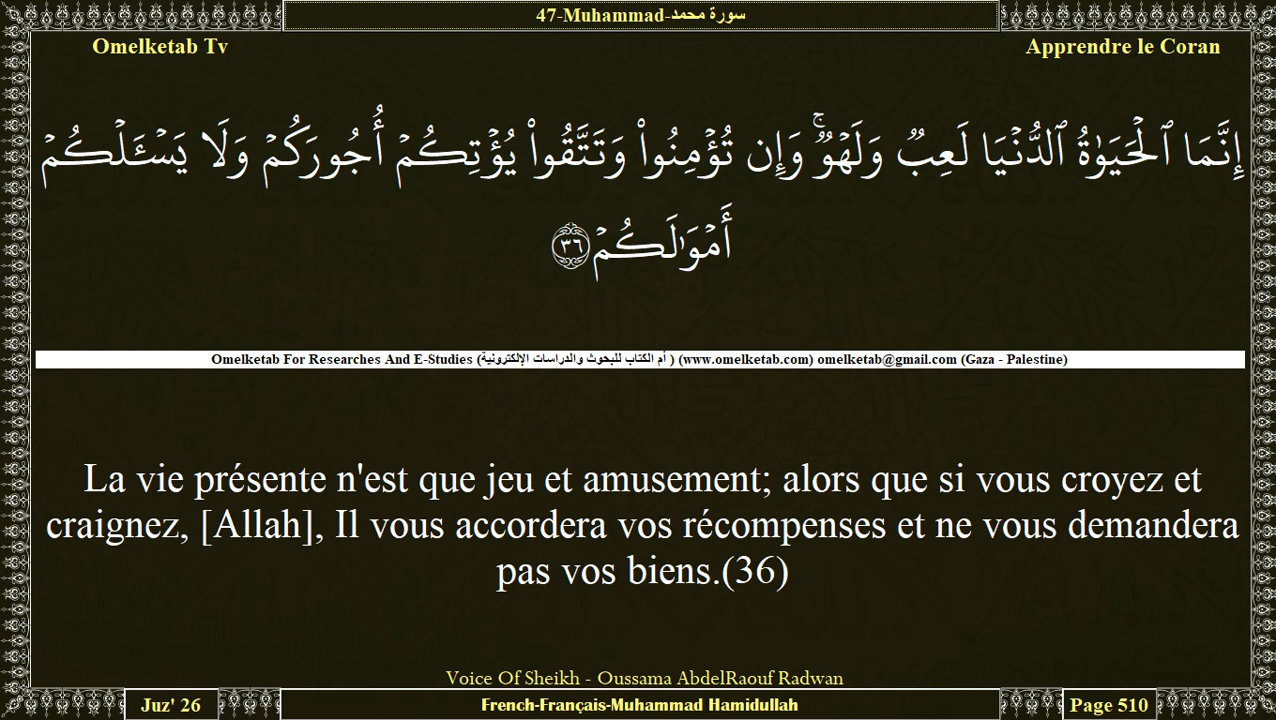 47-Muhammad-سورة محمد
Omelketab Tv
Apprendre le Coran
إِنَّمَا ٱلْحَيَوٰةُ ٱلدُّنْيَا لَعِبٌ وَلَهْوٌ ۚ وَإِن تُؤْمِنُوا۟ وَتَتَّقُوا۟ يُؤْتِكُمْ أُجُورَكُمْ وَلَا يَسْـَٔلْكُمْ
أَمْوَٰلَكُمْ ٣٦
Omelketab For Researches And E-Studies (أم الكتاب للبحوث والدراسات الإلكترونية ) (www.omelketab.com) omelketab@gmail.com (Gaza - Palestine)
La vie présente n'est que jeu et amusement; alors que si vous croyez et
craignez, [Allah], Il vous accordera vos récompenses et ne vous demandera
pas vos biens.(36)
Voice Of Sheikh - Oussama AbdelRaouf Radwan
Juz' 26
French-Français-Muhammad Hamidullah
Page 510